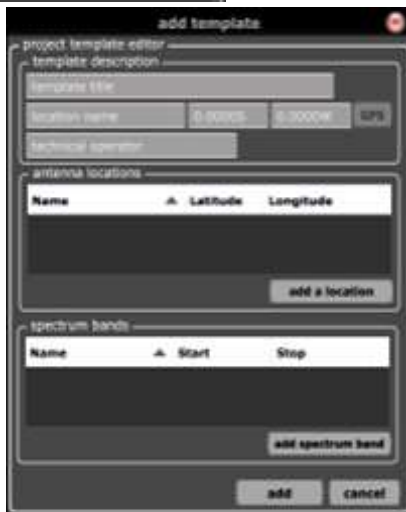 add template
project template editor
template description
template title
location name 0.0000S 0.0000W GPS
technical operator
antenna locations
Name Latitude Longitude
add a location
spectrum bands
Name Start Stop
add spectrum band
add cancel